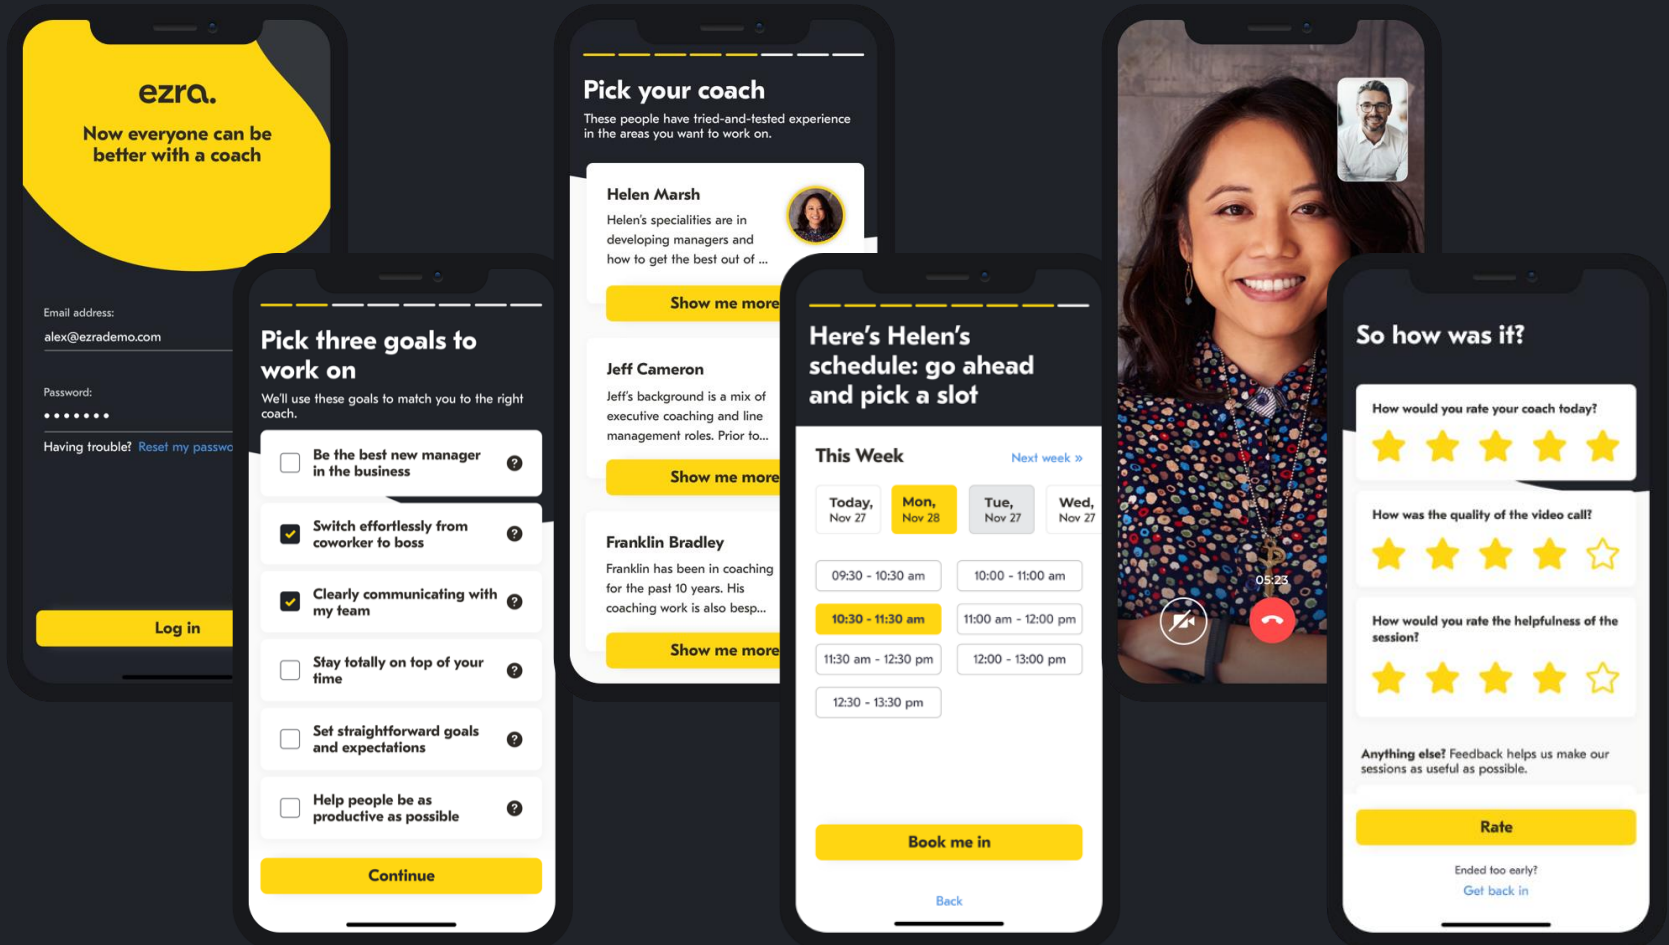 ezra.
Now everyone can be
better with a coach
Email address:
alex@ezrademo.com
Password:
Having trouble? Reset my passwo
Log in
Pick three goals to
work on
We'll use these goals to match you to the right
coach.
Be the best new manager
in the business
?
Switch effortlessly from
coworker to boss
?
Clearly communicating with
my team
?
Stay totally on top of your
time
?
Set straightforward goals
and expectations
?
Help people be as
productive as possible
?
Continue
Pick your coach
These people have tried-and-tested experience
in the areas you want to work on.
Helen Marsh
Helen's specialities are in
developing managers and
how to get the best out of ...
Show me more
Jeff Cameron
Jeff's background is a mix of
executive coaching and line
management roles. Prior to...
Show me more
Franklin Bradley
Franklin has been in coaching
for the past 10 years. His
coaching work is also besp...
Show me more
Here's Helen's
schedule: go ahead
and pick a slot
This Week
Next week »
Today,
Nov 27
Mon,
Nov 28
Tue,
Nov 27
Wed,
Nov 27
09:30 - 10:30 am
10:00 - 11:00 am
10:30 - 11:30 am
11:00 am - 12:00 pm
11:30 am - 12:30 pm
12:00 - 13:00 pm
12:30 - 13:30 pm
Book me in
Back
05:23
So how was it?
How would you rate your coach today?
How was the quality of the video call?
How would you rate the helpfulness of the
session?
Anything else? Feedback helps us make our
sessions as useful as possible.
Rate
Ended too early?
Get back in